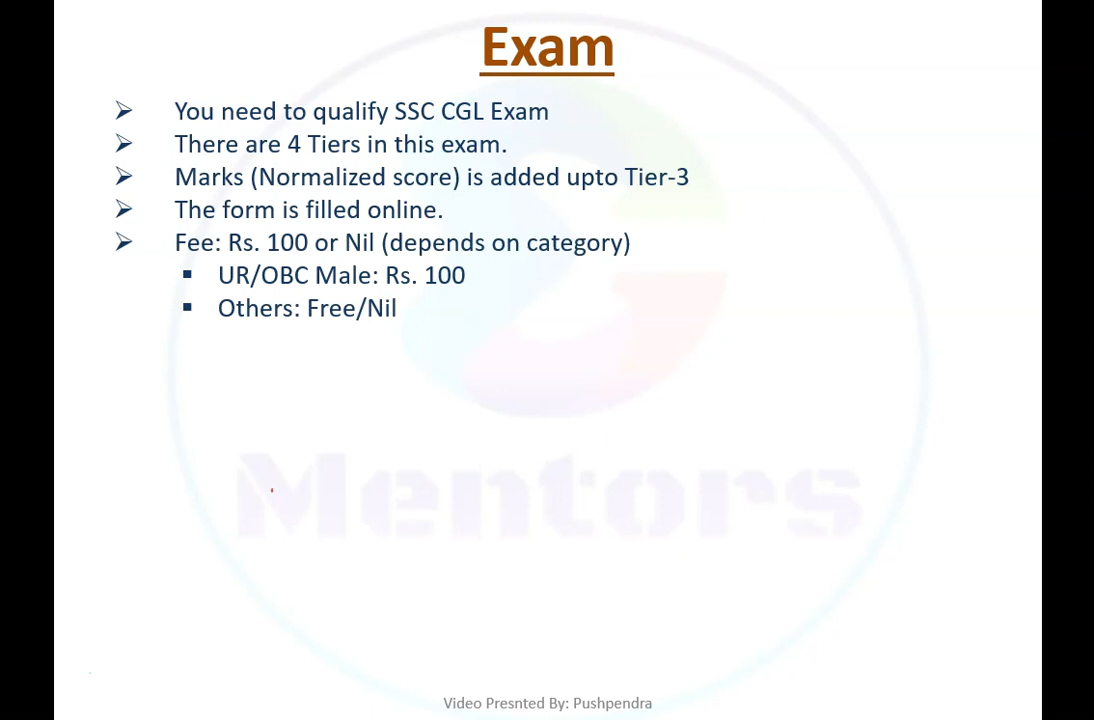 Exam
➢ You need to qualify SSC CGL Exam
➢ There are 4 Tiers in this exam.
➢ Marks (Normalized score) is added upto Tier-3
➢ The form is filled online.
➢ Fee: Rs. 100 or Nil (depends on category)
▪ UR/OBC Male: Rs. 100
▪ Others: Free/Nil
Mentors
Video Presnted By: Pushpendra